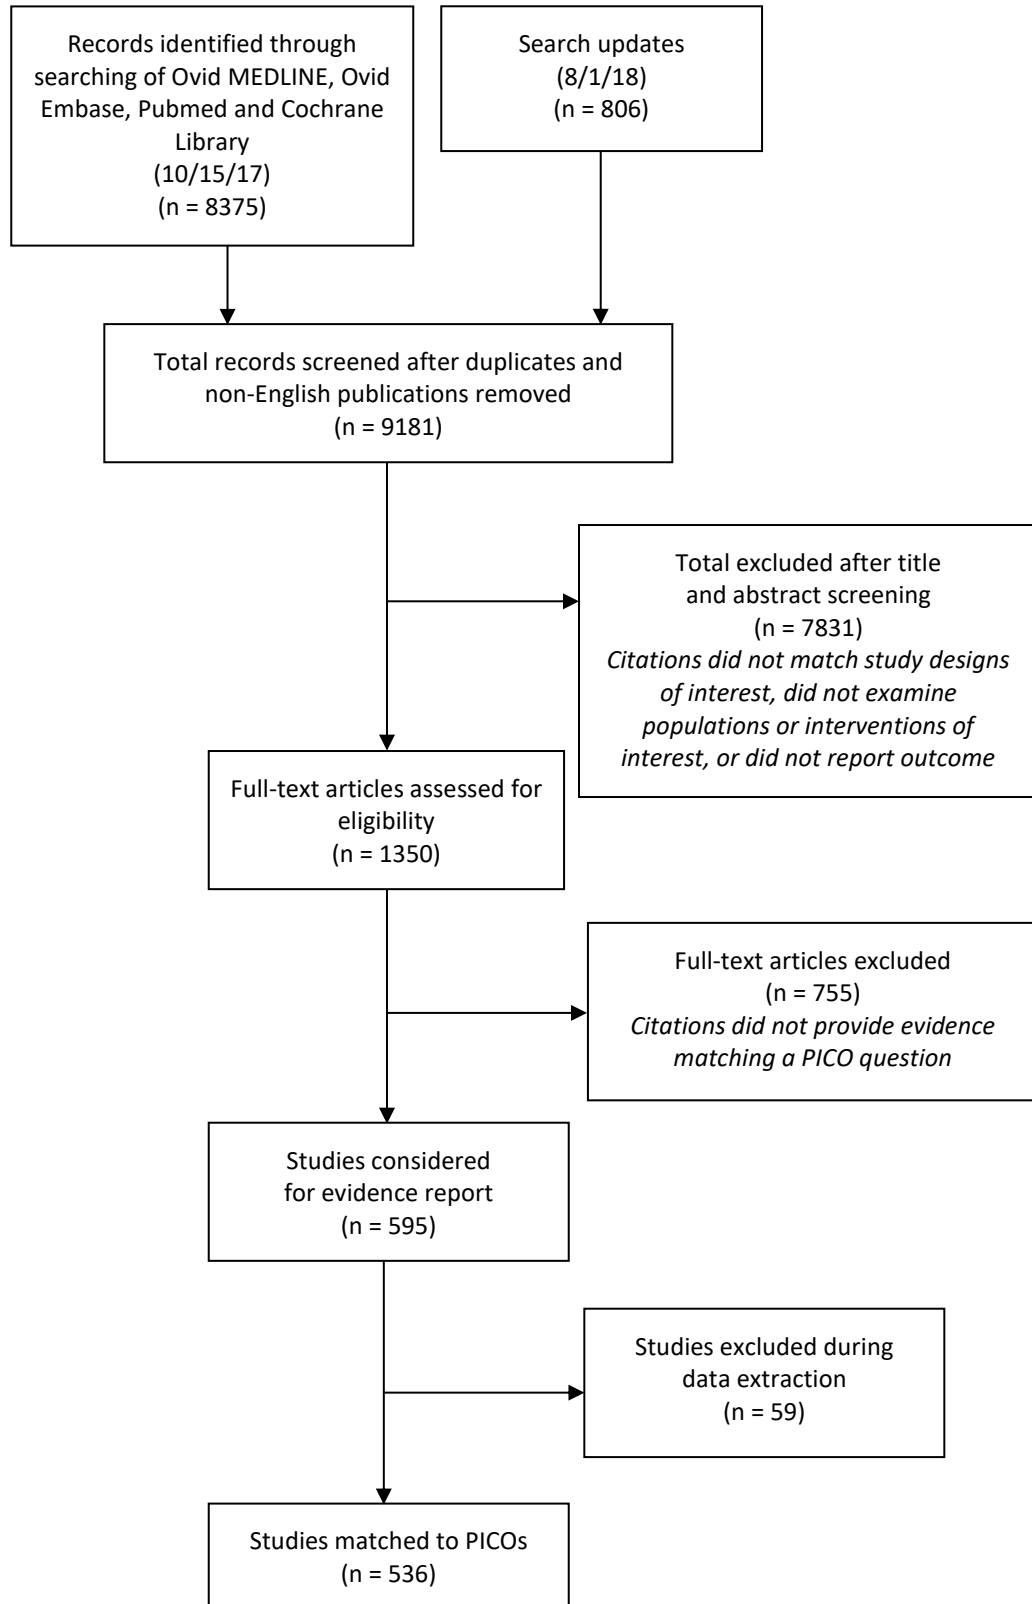 Records identified through
searching of Ovid MEDLINE, Ovid
Embase, Pubmed and Cochrane
Library
(10/15/17)
(n = 8375)
Search updates
(8/1/18)
(n = 806)
Total records screened after duplicates and
non-English publications removed
(n = 9181)
Total excluded after title
and abstract screening
(n = 7831)
Citations did not match study designs
of interest, did not examine
populations or interventions of
interest, or did not report outcome
Full-text articles assessed for
eligibility
(n = 1350)
Full-text articles excluded
(n = 755)
Citations did not provide evidence
matching a PICO question
Studies considered
for evidence report
(n = 595)
Studies excluded during
data extraction
(n = 59)
Studies matched to PICOs
(n = 536)